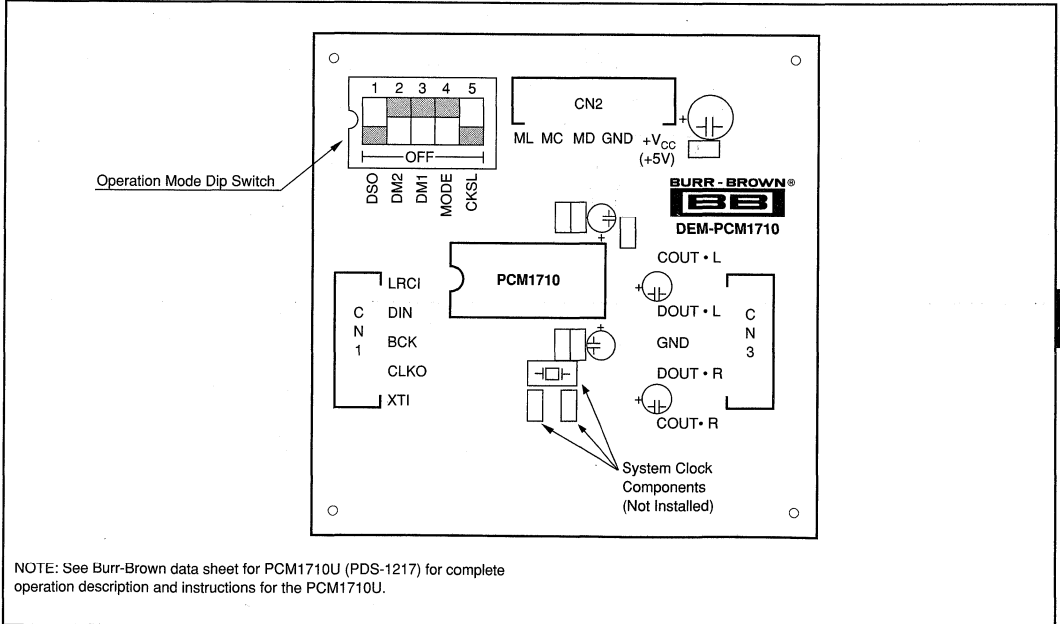 1 2 3 4 5
OFF
DSO
DM2
DM1
MODE
CKSL
Operation Mode Dip Switch
CN2
ML MC MD GND +VCC
(+5V)
+
BURR - BROWN®
BB
DEM-PCM1710
+
PCM1710
CN1
LRCI
DIN
BCK
CLKO
XTI
+
COUT • L
+
DOUT • L
GND
DOUT • R
+
COUT• R
CN3
System Clock
Components
(Not Installed)
NOTE: See Burr-Brown data sheet for PCM1710U (PDS-1217) for complete
operation description and instructions for the PCM1710U.